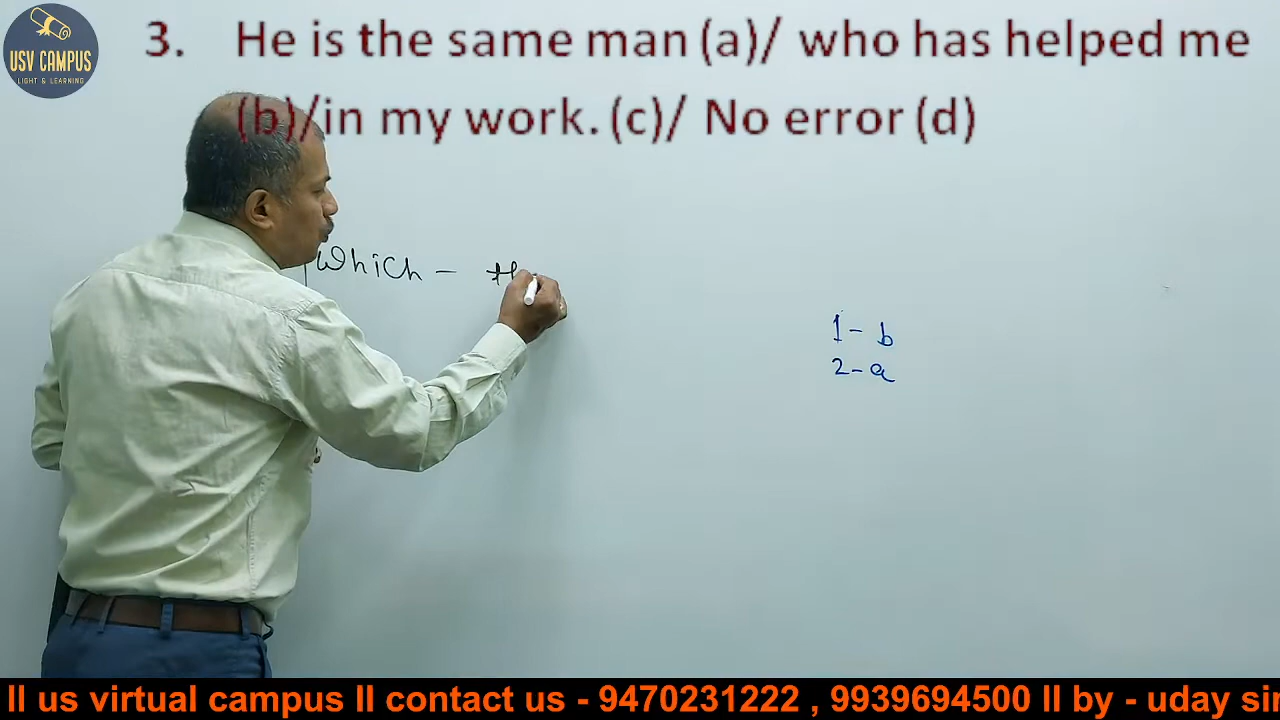 USV CAMPUS
LIGHT & LEARNING
3. He is the same man (a)/ who has helped me
(b)/in my work. (c)/ No error (d)
Which –
1 – b
2 – a
ll us virtual campus ll contact us - 9470231222 , 9939694500 ll by - uday